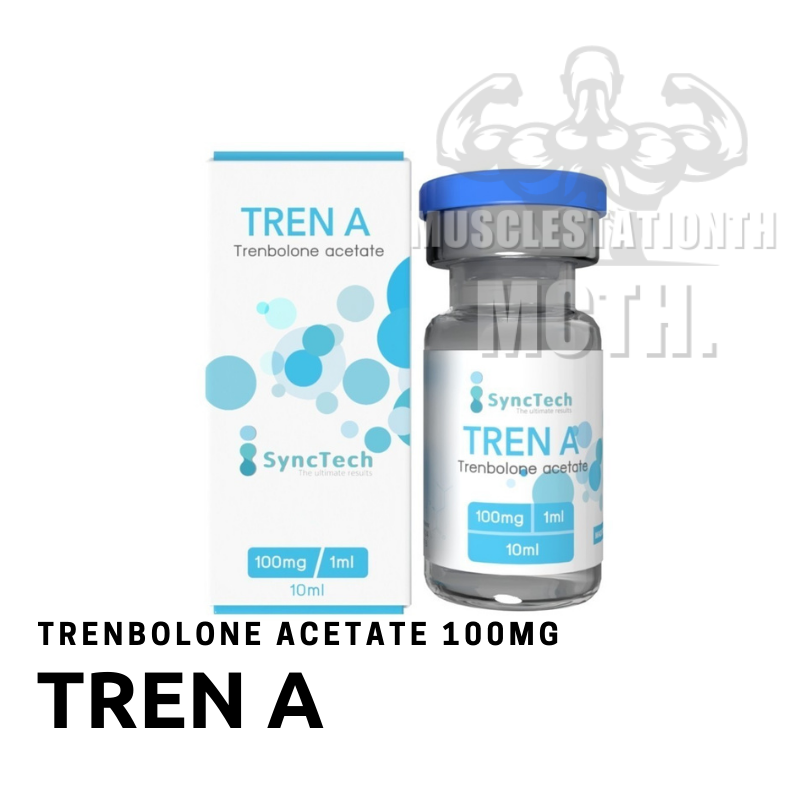 TREN A
Trenbolone acetate
SyncTech
The ultimate results
100mg / 1ml
10ml
MUSCLESTATIONTH
MCTH.
SyncTech
The ultimate results
TREN A
Trenbolone acetate
100mg 1ml
10ml
TRENBOLONE ACETATE 100MG
TREN A